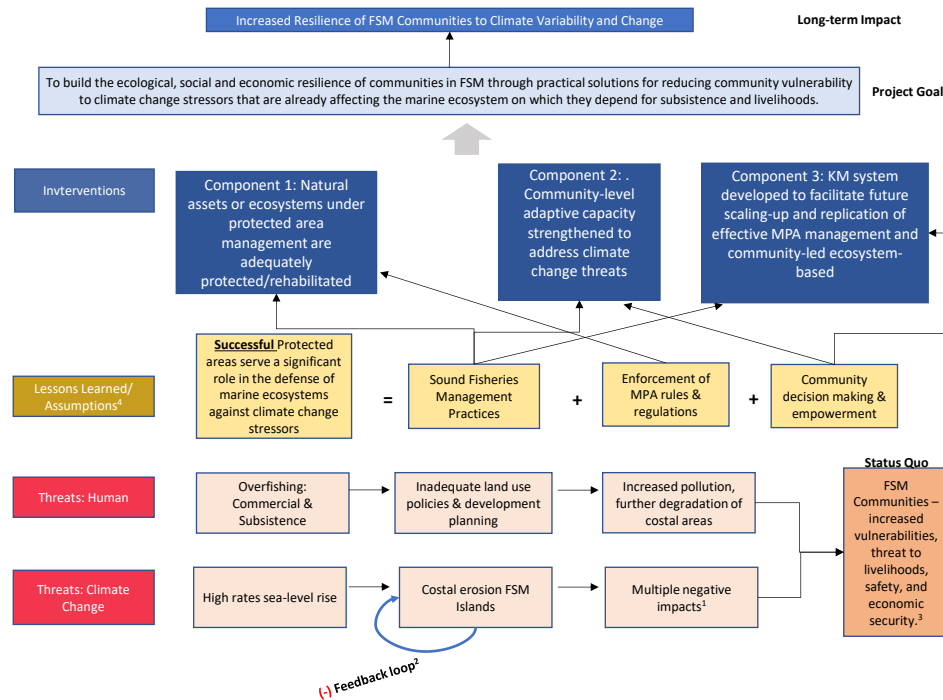 Increased Resilience of FSM Communities to Climate Variability and Change
Long-term Impact
To build the ecological, social and economic resilience of communities in FSM through practical solutions for reducing community vulnerability
to climate change stressors that are already affecting the marine ecosystem on which they depend for subsistence and livelihoods.
Project Goal
Invterventions
Component 1: Natural
assets or ecosystems under
protected area
management are
adequately
protected/rehabilitated
Component 2: .
Community-level
adaptive capacity
strengthened to
address climate
change threats
Component 3: KM system
developed to facilitate future
scaling-up and replication of
effective MPA management and
community-led ecosystem-
based
Lessons Learned/
Assumptions⁴
Successful Protected
areas serve a significant
role in the defense of
marine ecosystems
against climate change
stressors
=
Sound Fisheries
Management
Practices
+
Enforcement of
MPA rules &
regulations
+
Community
decision making &
empowerment
Threats: Human
Overfishing:
Commercial &
Subsistence
Inadequate land use
policies & development
planning
Increased pollution,
further degradation of
costal areas
Status Quo
FSM
Communities –
increased
vulnerabilities,
threat to
livelihoods,
safety, and
economic
security.³
Threats: Climate
Change
High rates sea-level rise
Costal erosion FSM
Islands
Multiple negative
impacts¹
(-) Feedback loop²